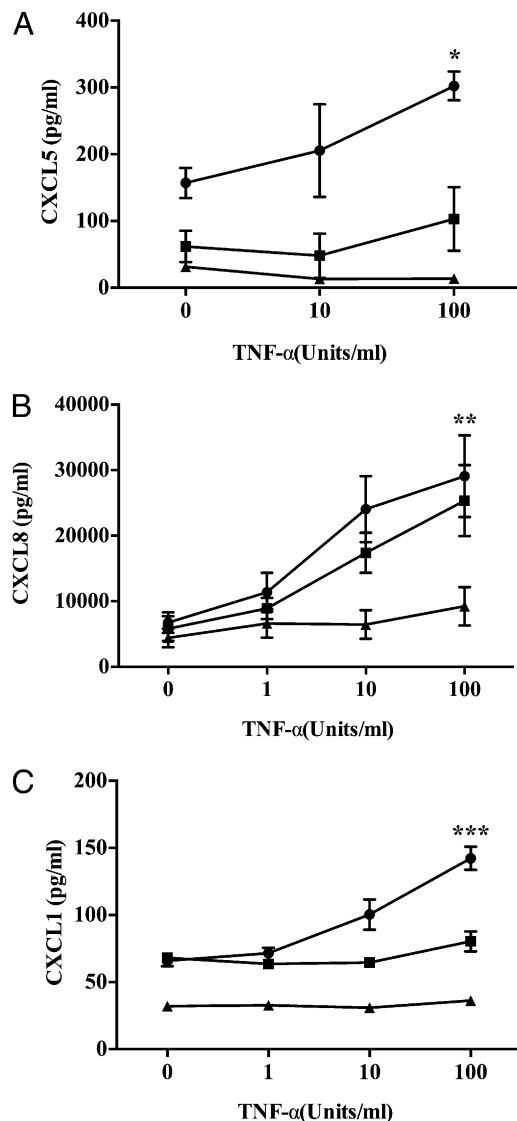 A
CXCL5 (pg/ml)
400
300
200
100
0
*
0 10 100
TNF-α(Units/ml)
B
CXCL8 (pg/ml)
40000
30000
20000
10000
0
**
0 1 10 100
TNF-α(Units/ml)
C
CXCL1 (pg/ml)
200
150
100
50
0
***
0 1 10 100
TNF-α(Units/ml)